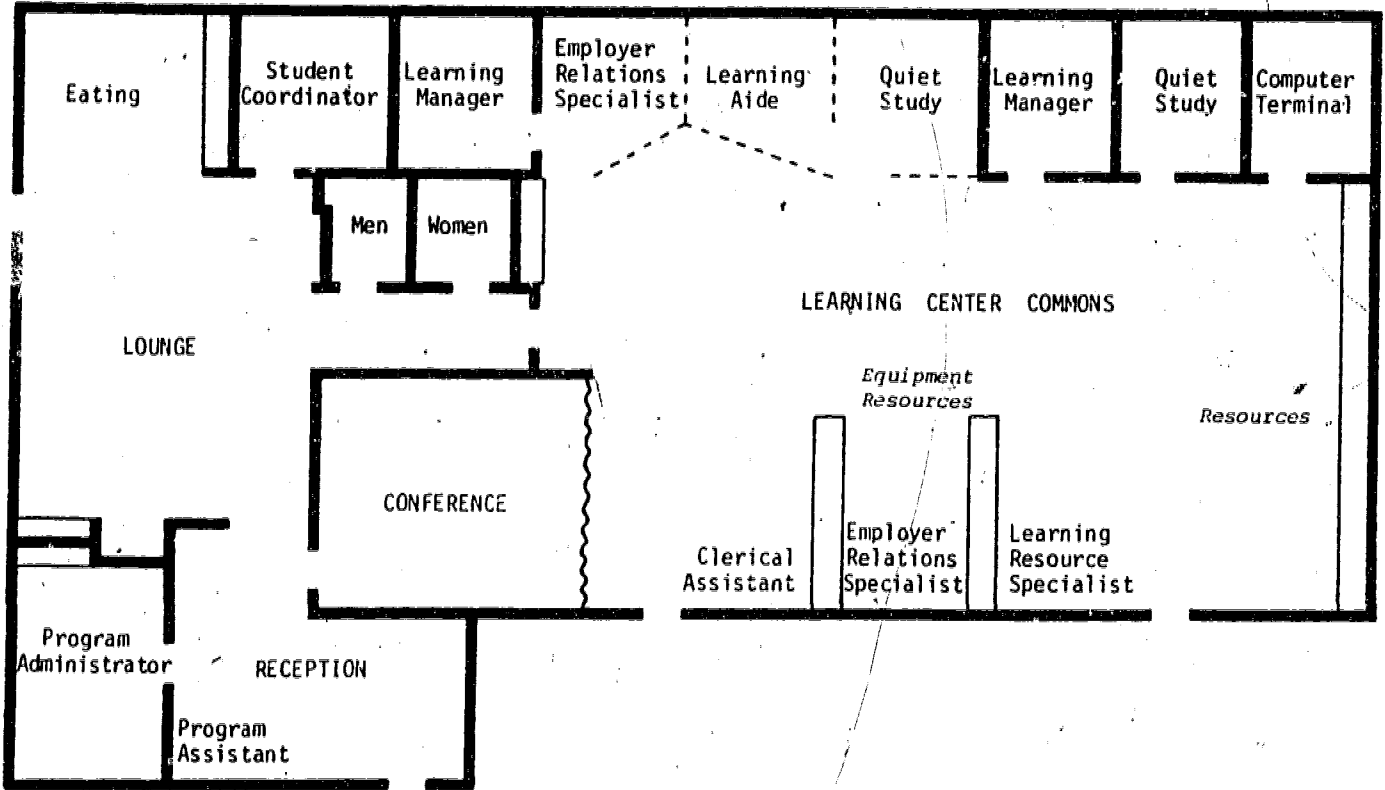 Eating
Student
Coordinator
Learning
Manager
Employer
Relations
Specialist
Learning
Aide
Quiet
Study
Learning
Manager
Quiet
Study
Computer
Terminal
Men
Women
LEARNING CENTER COMMONS
LOUNGE
Equipment
Resources
Resources
CONFERENCE
Clerical
Assistant
Employer
Relations
Specialist
Learning
Resource
Specialist
Program
Administrator
RECEPTION
Program
Assistant